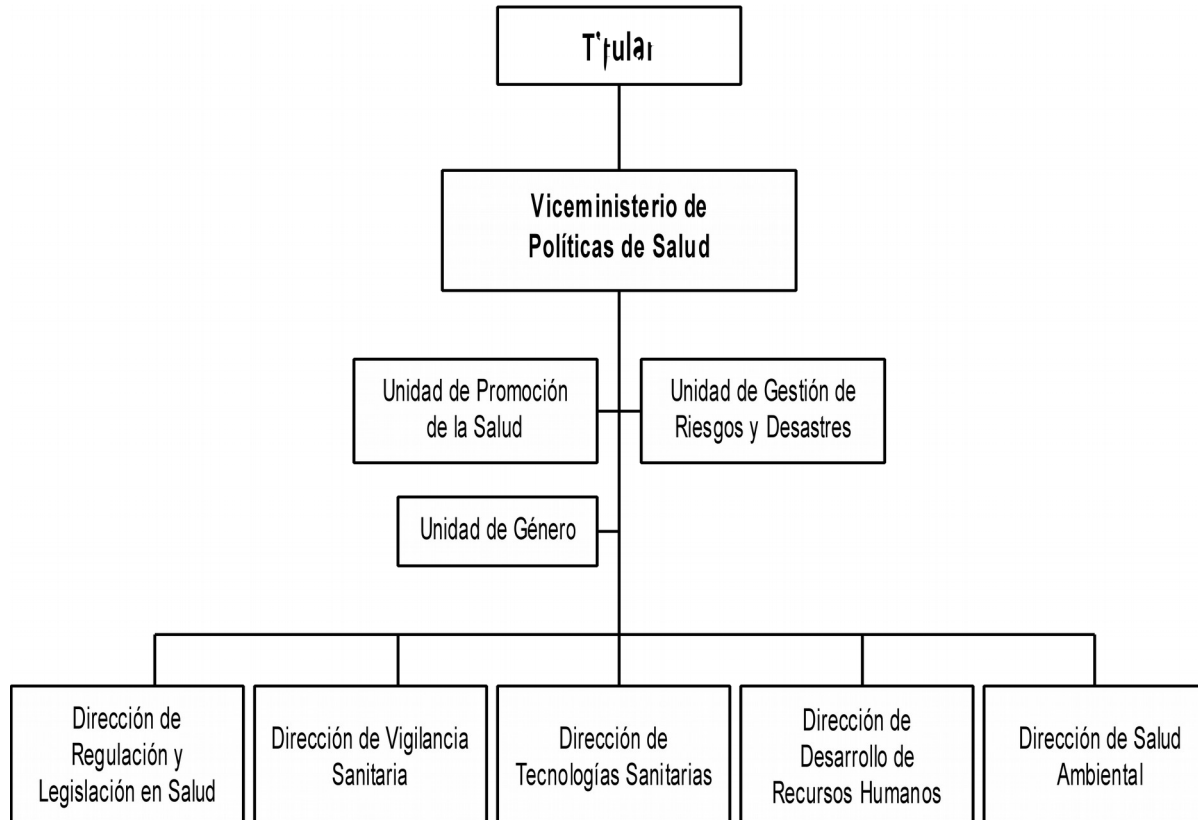 Titular
Viceministerio de
Políticas de Salud
Unidad de Promoción
de la Salud
Unidad de Gestión de
Riesgos y Desastres
Unidad de Género
Dirección de
Regulación y
Legislación en Salud
Dirección de Vigilancia
Sanitaria
Dirección de
Tecnologías Sanitarias
Dirección de
Desarrollo de
Recursos Humanos
Dirección de Salud
Ambiental